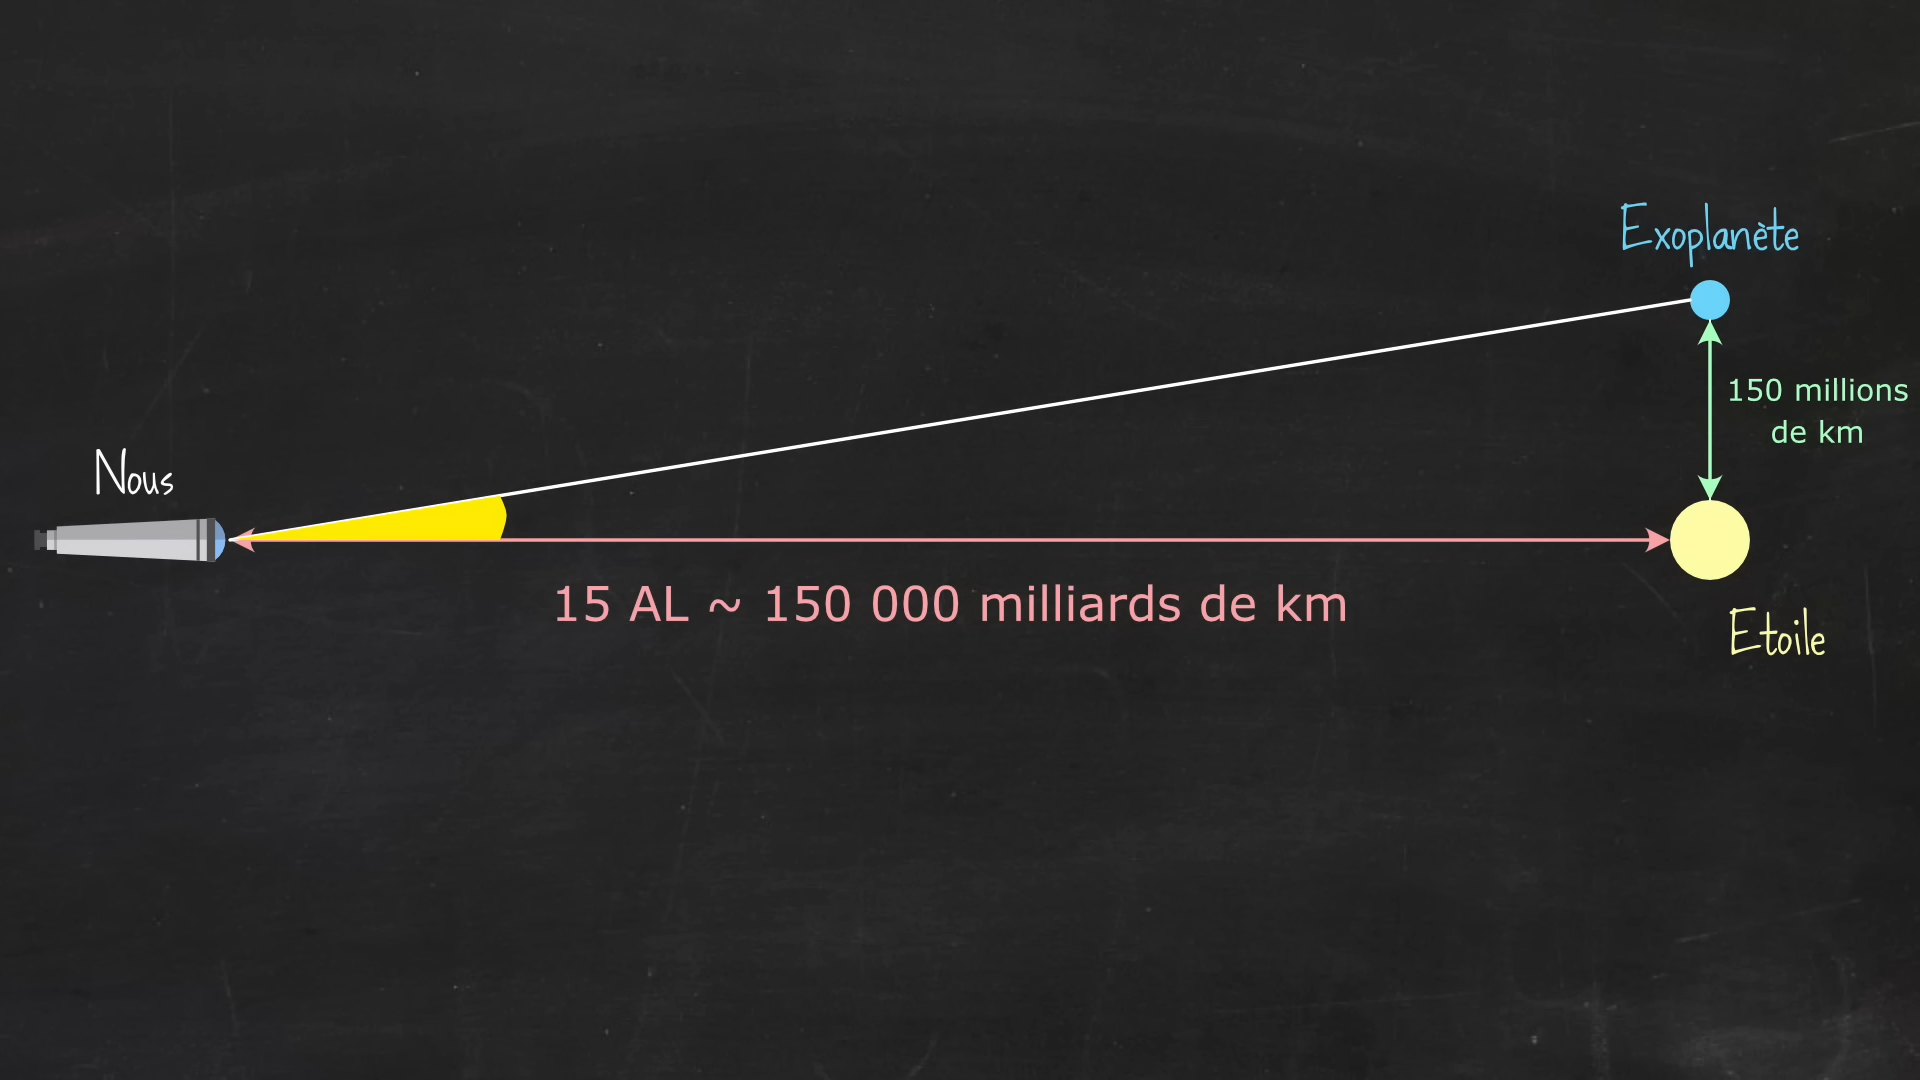 Exoplanète
150 millions
de km
Nous
15 AL ~ 150 000 milliards de km
Etoile